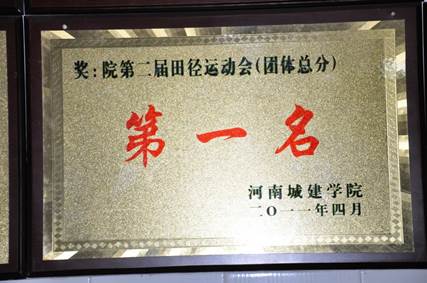 奖:院第二届田径运动会(团体总分)
第一名
河南城建学院
二〇一一年四月